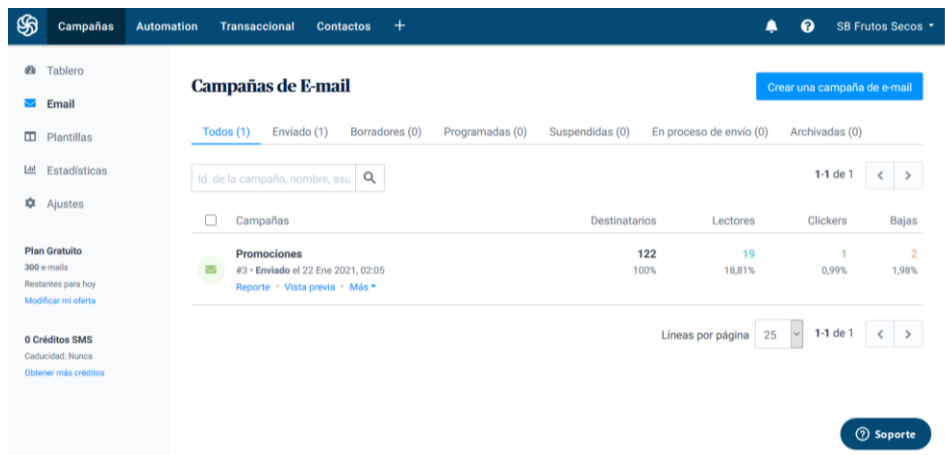 Campañas Automation Transaccional Contactos + SB Frutos Secos
Tablero
Email
Plantillas
Estadísticas
Ajustes
Plan Gratuito
300 e-mails
Restantes para hoy
Modificar mi oferta
0 Créditos SMS
Caducidad: Nunca
Obtener más créditos
Campañas de E-mail
Crear una campaña de e-mail
Todos (1) Enviado (1) Borradores (0) Programadas (0) Suspendidas (0) En proceso de envío (0) Archivadas (0)
Id. de la campaña, nombre, asu
1-1 de 1 < >
Campañas Destinatarios Lectores Clickers Bajas
Promociones 122 19 1 2
#3 • Enviado el 22 Ene 2021, 02:05 100% 18,81% 0,99% 1,98%
Reporte • Vista previa • Más
Líneas por página 25 1-1 de 1 < >
? Soporte